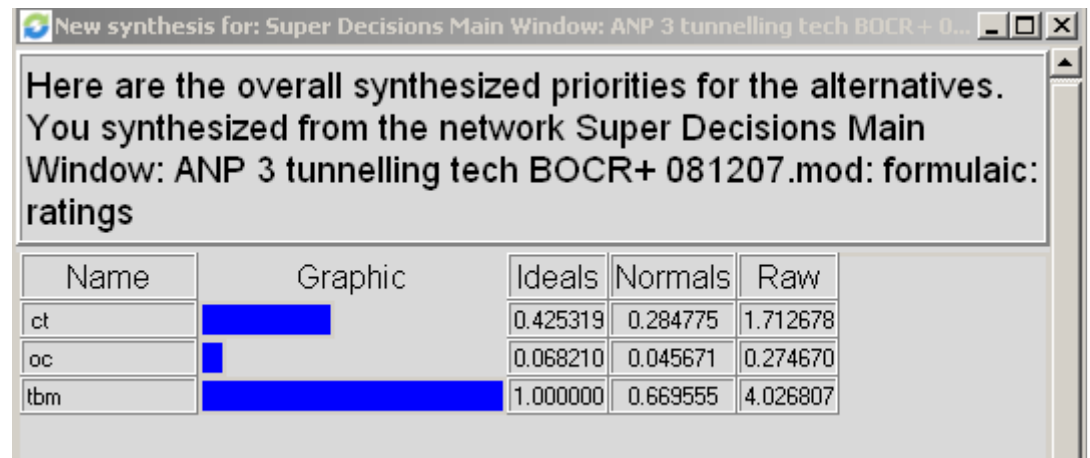 New synthesis for: Super Decisions Main Window: ANP 3 tunnelling tech BOCR+ 0...
Here are the overall synthesized priorities for the alternatives.
You synthesized from the network Super Decisions Main
Window: ANP 3 tunnelling tech BOCR+ 081207.mod: formulaic:
ratings
Name Graphic Ideals Normals Raw
ct 0.425319 0.284775 1.712678
oc 0.068210 0.045671 0.274670
tbm 1.000000 0.669555 4.026807